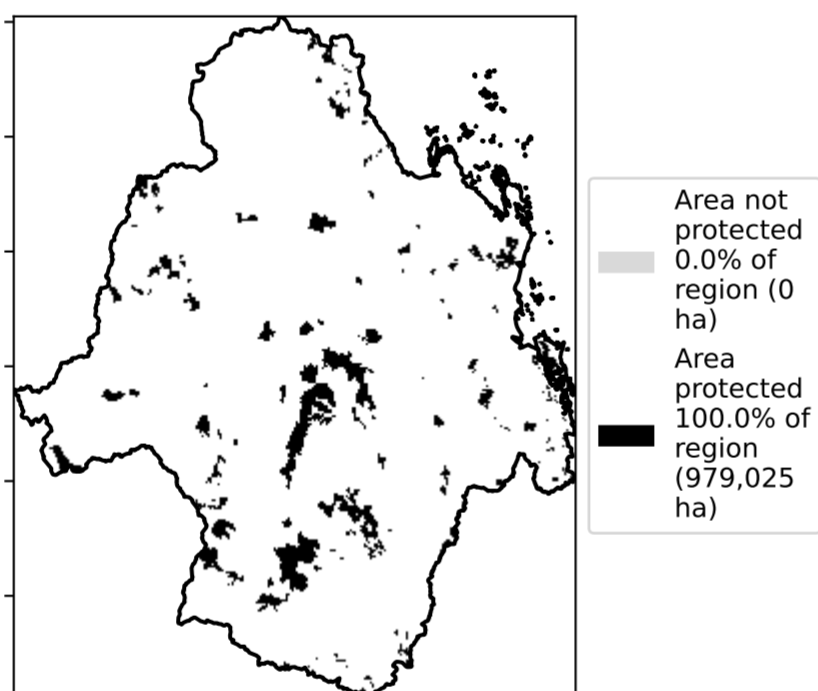 Area not
protected
0.0% of
region (0
ha)
Area
protected
100.0% of
region
(979,025
ha)